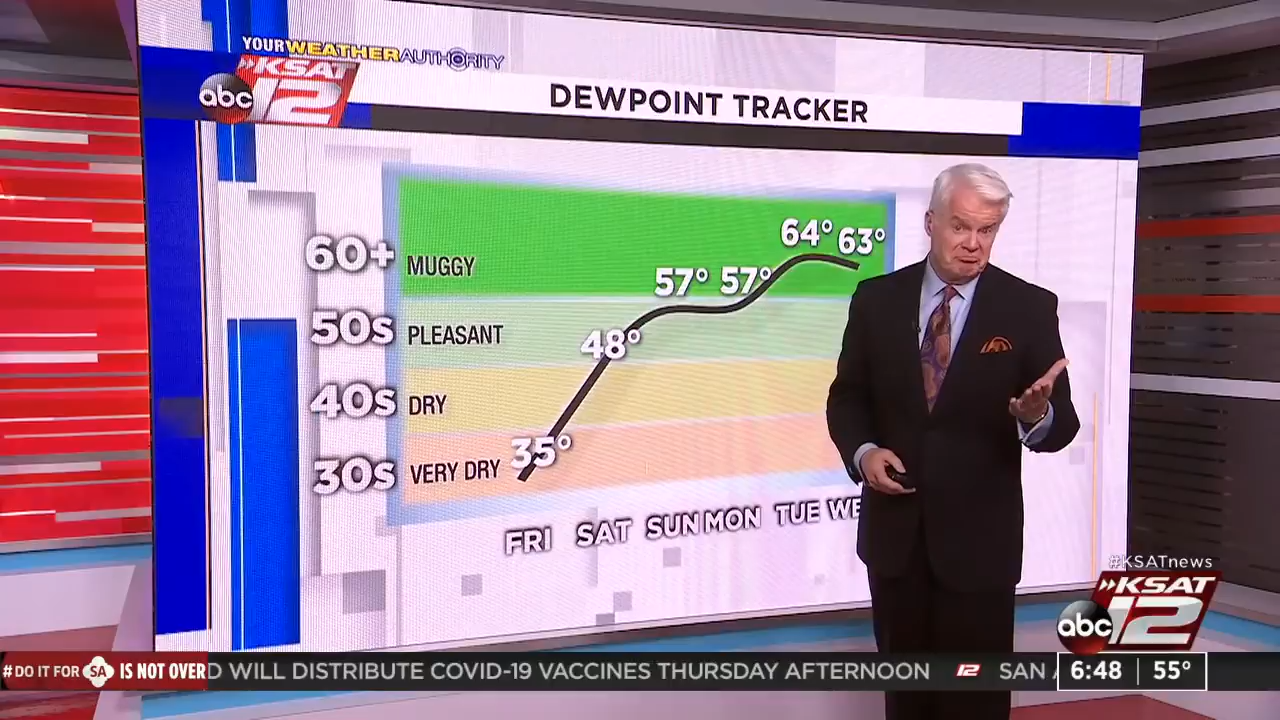 YOUR WEATHER AUTHORITY
abc »KSAT 12
DEWPOINT TRACKER
64° 63°
60+ MUGGY
57° 57°
50s PLEASANT
48°
40s DRY
35°
30s VERY DRY
FRI SAT SUN MON TUE WE
#KSATnews
»KSAT
abc 12
#DO IT FOR SA IS NOT OVER D WILL DISTRIBUTE COVID-19 VACCINES THURSDAY AFTERNOON 12 SAN 6:48 55°